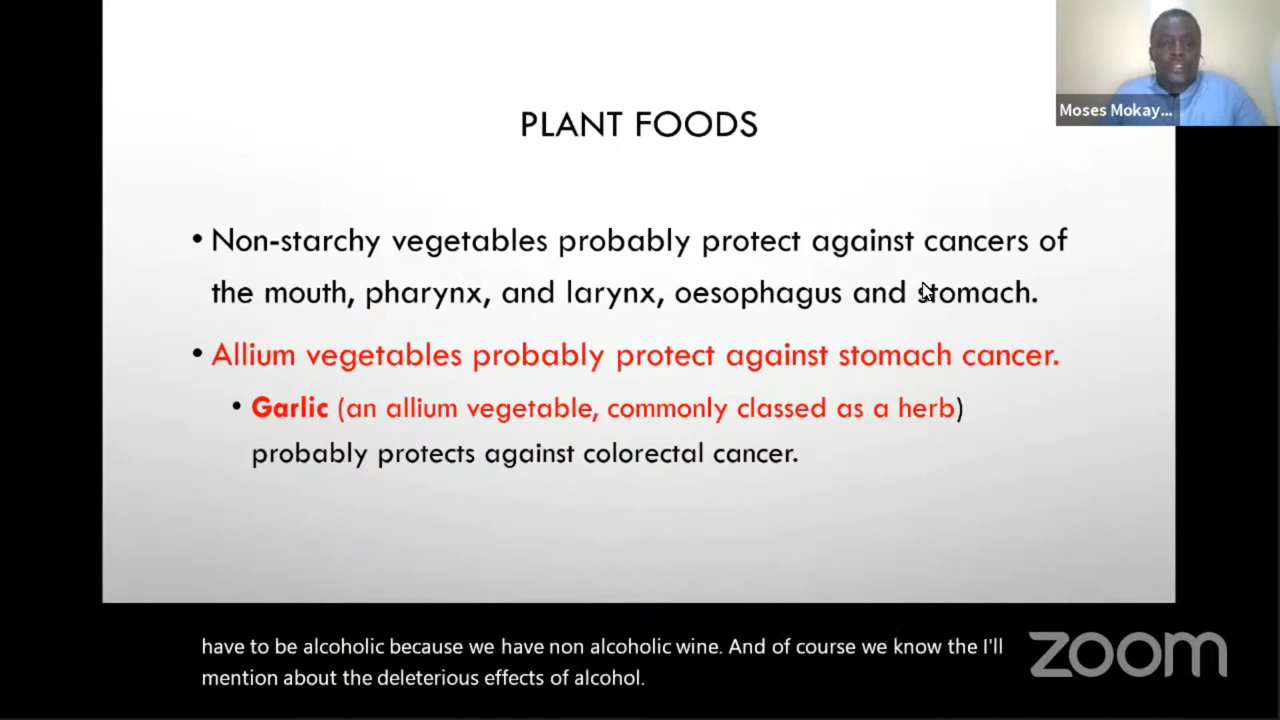 Moses Mokay...
PLANT FOODS
• Non-starchy vegetables probably protect against cancers of
the mouth, pharynx, and larynx, oesophagus and stomach.
• Allium vegetables probably protect against stomach cancer.
• Garlic (an allium vegetable, commonly classed as a herb)
probably protects against colorectal cancer.
have to be alcoholic because we have non alcoholic wine. And of course we know the I'll
mention about the deleterious effects of alcohol.
zoom